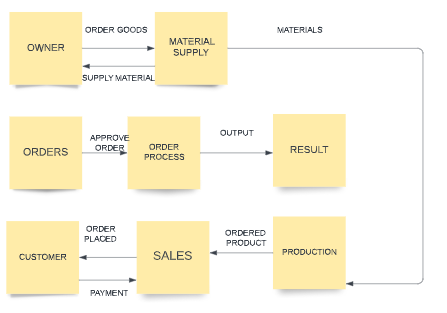 ORDER GOODS
MATERIALS
OWNER
MATERIAL
SUPPLY
SUPPLY MATERIAL
ORDERS
APPROVE
ORDER
ORDER
PROCESS
OUTPUT
RESULT
CUSTOMER
ORDER
PLACED
PAYMENT
SALES
ORDERED
PRODUCT
PRODUCTION